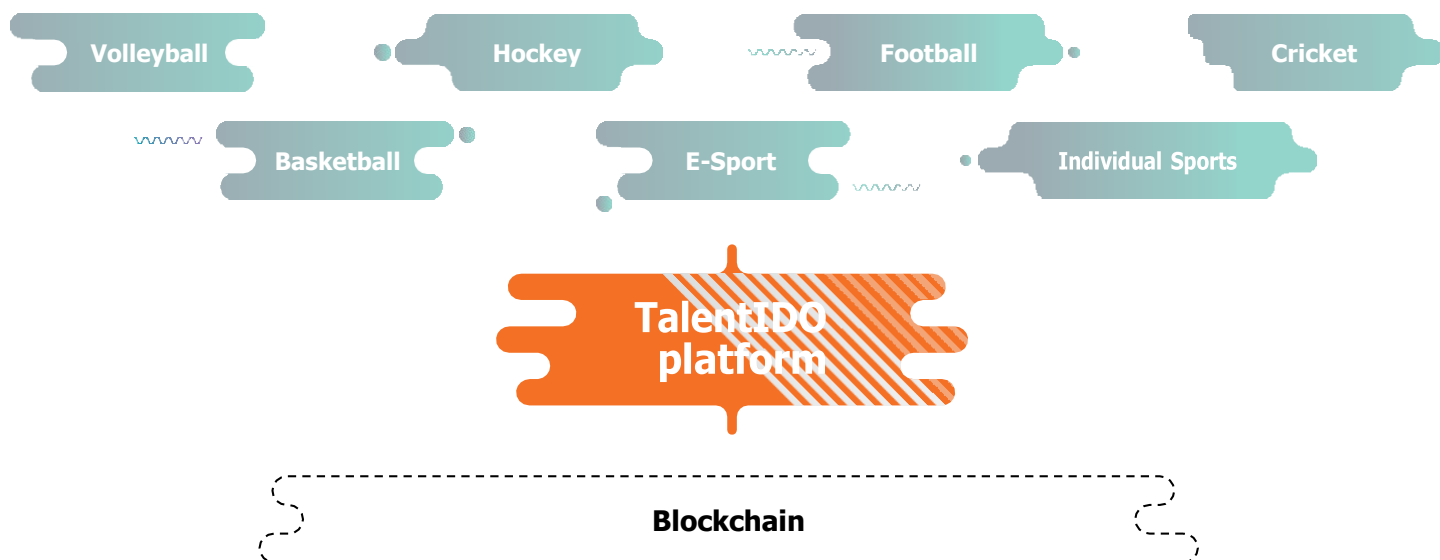 Volleyball
Hockey
Football
Cricket
Basketball
E-Sport
Individual Sports
TalentIDO
platform
Blockchain